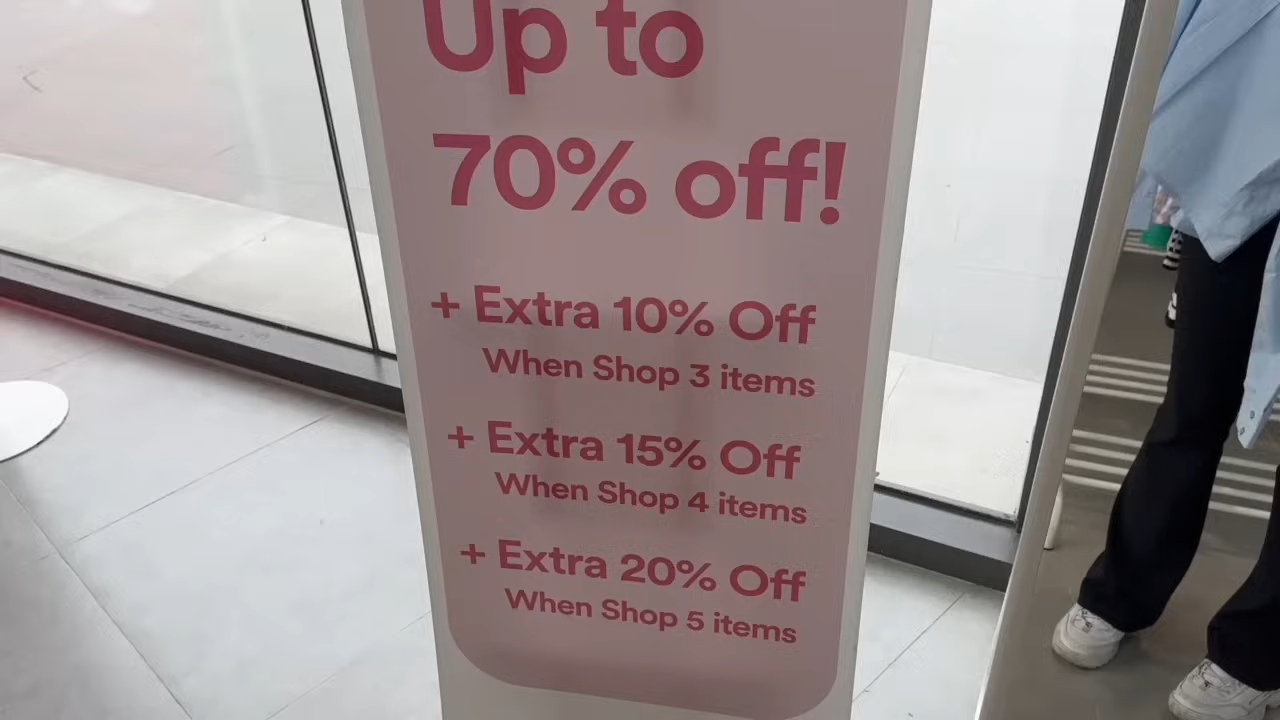 Up to
70% off!
+ Extra 10% Off
When Shop 3 items
+ Extra 15% Off
When Shop 4 items
+ Extra 20% Off
When Shop 5 items